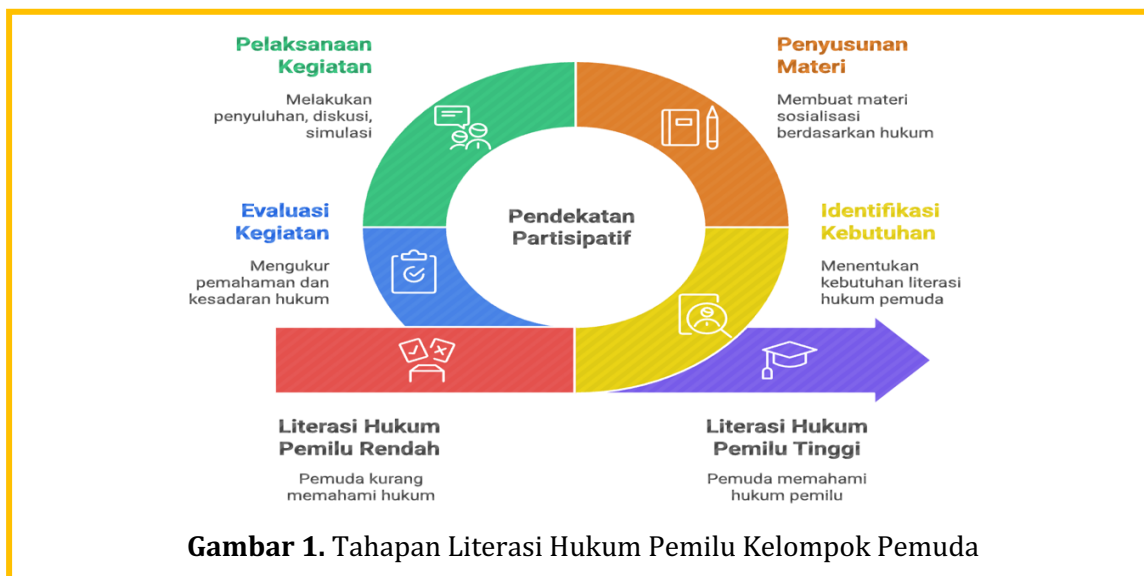 Pelaksanaan
Kegiatan
Melakukan
penyuluhan, diskusi,
simulasi
Penyusunan
Materi
Membuat materi
sosialisasi
berdasarkan hukum
Evaluasi
Kegiatan
Mengukur
pemahaman dan
kesadaran hukum
Pendekatan
Partisipatif
Identifikasi
Kebutuhan
Menentukan
kebutuhan literasi
hukum pemuda
Literasi Hukum
Pemilu Rendah
Pemuda kurang
memahami hukum
Literasi Hukum
Pemilu Tinggi
Pemuda memahami
hukum pemilu
Gambar 1. Tahapan Literasi Hukum Pemilu Kelompok Pemuda